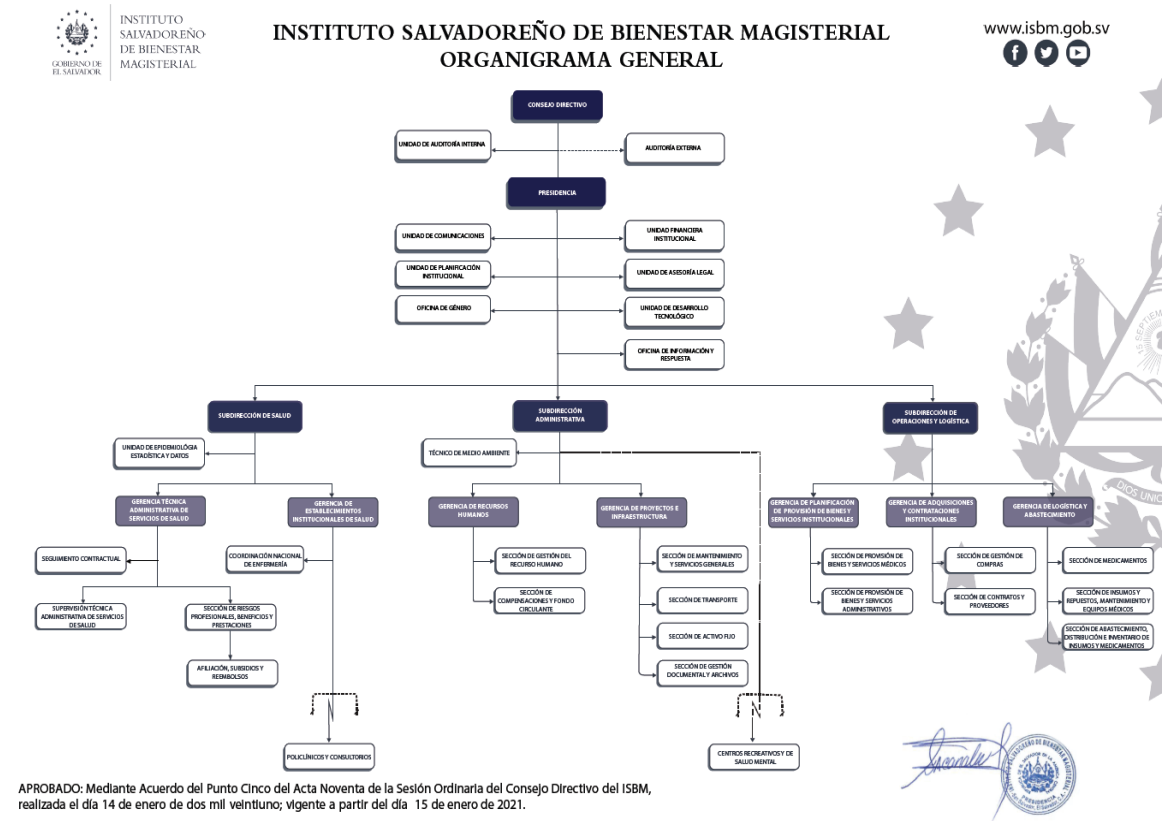 GOBIERNO DE
EL SALVADOR
INSTITUTO
SALVADOREÑO
DE BIENESTAR
MAGISTERIAL
INSTITUTO SALVADOREÑO DE BIENESTAR MAGISTERIAL
ORGANIGRAMA GENERAL
www.isbm.gob.sv
CONSEJO DIRECTIVO
UNIDAD DE AUDITORÍA INTERNA
AUDITORÍA EXTERNA
PRESIDENCIA
UNIDAD DE COMUNICACIONES
UNIDAD FINANCIERA
INSTITUCIONAL
UNIDAD DE PLANIFICACIÓN
INSTITUCIONAL
UNIDAD DE ASESORÍA LEGAL
OFICINA DE GÉNERO
UNIDAD DE DESARROLLO
TECNOLÓGICO
OFICINA DE INFORMACIÓN Y
RESPUESTA
SUBDIRECCIÓN DE SALUD
SUBDIRECCIÓN
ADMINISTRATIVA
SUBDIRECCIÓN DE
OPERACIONES Y LOGÍSTICA
UNIDAD DE EPIDEMIOLÓGIA
ESTADÍSTICA Y DATOS
TÉCNICO DE MEDIO AMBIENTE
GERENCIA TÉCNICA
ADMINISTRATIVA DE
SERVICIOS DE SALUD
GERENCIA DE
ESTABLECIMIENTOS
INSTITUCIONALES DE SALUD
GERENCIA DE RECURSOS
HUMANOS
GERENCIA DE PROYECTOS E
INFRAESTRUCTURA
GERENCIA DE PLANIFICACIÓN
DE PROVISIÓN DE BIENES Y
SERVICIOS INSTITUCIONALES
GERENCIA DE ADQUISICIONES
Y CONTRATACIONES
INSTITUCIONALES
GERENCIA DE LOGÍSTICA Y
ABASTECIMIENTO
SEGUIMIENTO CONTRACTUAL
COORDINACIÓN NACIONAL
DE ENFERMERÍA
SECCIÓN DE GESTIÓN DEL
RECURSO HUMANO
SECCIÓN DE MANTENIMIENTO
Y SERVICIOS GENERALES
SECCIÓN DE PROVISIÓN DE
BIENES Y SERVICIOS MÉDICOS
SECCIÓN DE GESTIÓN DE
COMPRAS
SECCIÓN DE MEDICAMENTOS
SUPERVISIÓN TÉCNICA
ADMINISTRATIVA DE SERVICIOS
DE SALUD
SECCIÓN DE RIESGOS
PROFESIONALES, BENEFICIOS Y
PRESTACIONES
SECCIÓN DE
COMPENSACIONES Y FONDO
CIRCULANTE
SECCIÓN DE TRANSPORTE
SECCIÓN DE PROVISIÓN DE
BIENES Y SERVICIOS
ADMINISTRATIVOS
SECCIÓN DE CONTRATOS Y
PROVEEDORES
SECCIÓN DE INSUMOS Y
REPUESTOS, MANTENIMIENTO Y
EQUIPOS MÉDICOS
SECCIÓN DE ACTIVO FIJO
SECCIÓN DE ABASTECIMIENTO,
DISTRIBUCIÓN E INVENTARIO DE
INSUMOS Y MEDICAMENTOS
AFILIACIÓN, SUBSIDIOS Y
REEMBOLSOS
SECCIÓN DE GESTIÓN
DOCUMENTAL Y ARCHIVOS
POLICLÍNICOS Y CONSULTORIOS
CENTROS RECREATIVOS Y DE
SALUD MENTAL
APROBADO: Mediante Acuerdo del Punto Cinco del Acta Noventa de la Sesión Ordinaria del Consejo Directivo del ISBM,
realizada el día 14 de enero de dos mil veintiuno; vigente a partir del día 15 de enero de 2021.
DIOS UNIÓ
PRESIDENCIA